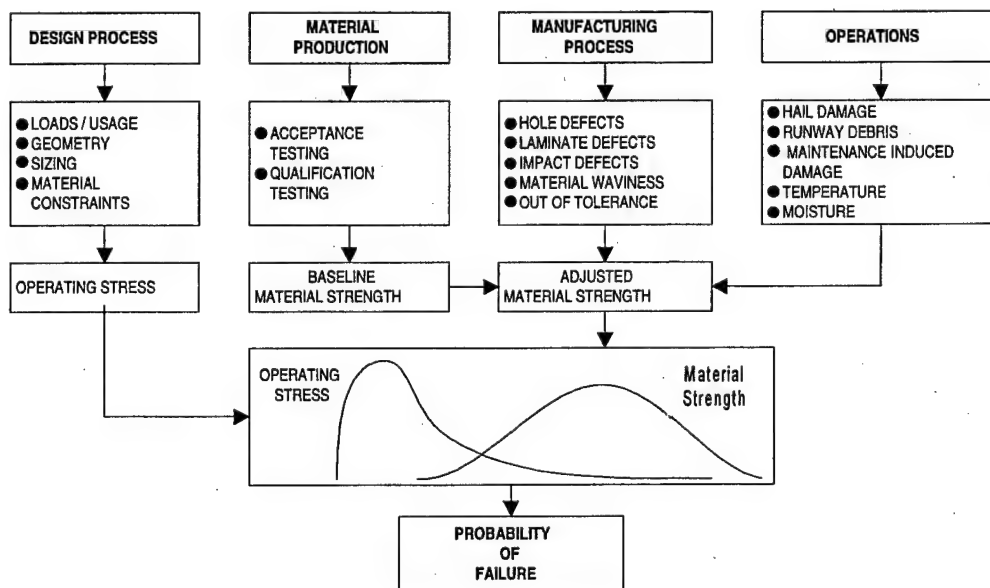 DESIGN PROCESS
MATERIAL
PRODUCTION
MANUFACTURING
PROCESS
OPERATIONS
● LOADS / USAGE
● GEOMETRY
● SIZING
● MATERIAL
CONSTRAINTS
● ACCEPTANCE
TESTING
● QUALIFICATION
TESTING
● HOLE DEFECTS
● LAMINATE DEFECTS
● IMPACT DEFECTS
● MATERIAL WAVINESS
● OUT OF TOLERANCE
● HAIL DAMAGE
● RUNWAY DEBRIS
● MAINTENANCE INDUCED
DAMAGE
● TEMPERATURE
● MOISTURE
OPERATING STRESS
BASELINE
MATERIAL STRENGTH
ADJUSTED
MATERIAL STRENGTH
OPERATING
STRESS
Material
Strength
PROBABILITY
OF
FAILURE